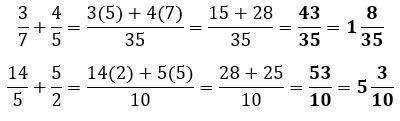 3/7 + 4/5 = (3(5) + 4(7))/35 = (15 + 28)/35 = 43/35 = 1 8/35
14/5 + 5/2 = (14(2) + 5(5))/10 = (28 + 25)/10 = 53/10 = 5 3/10